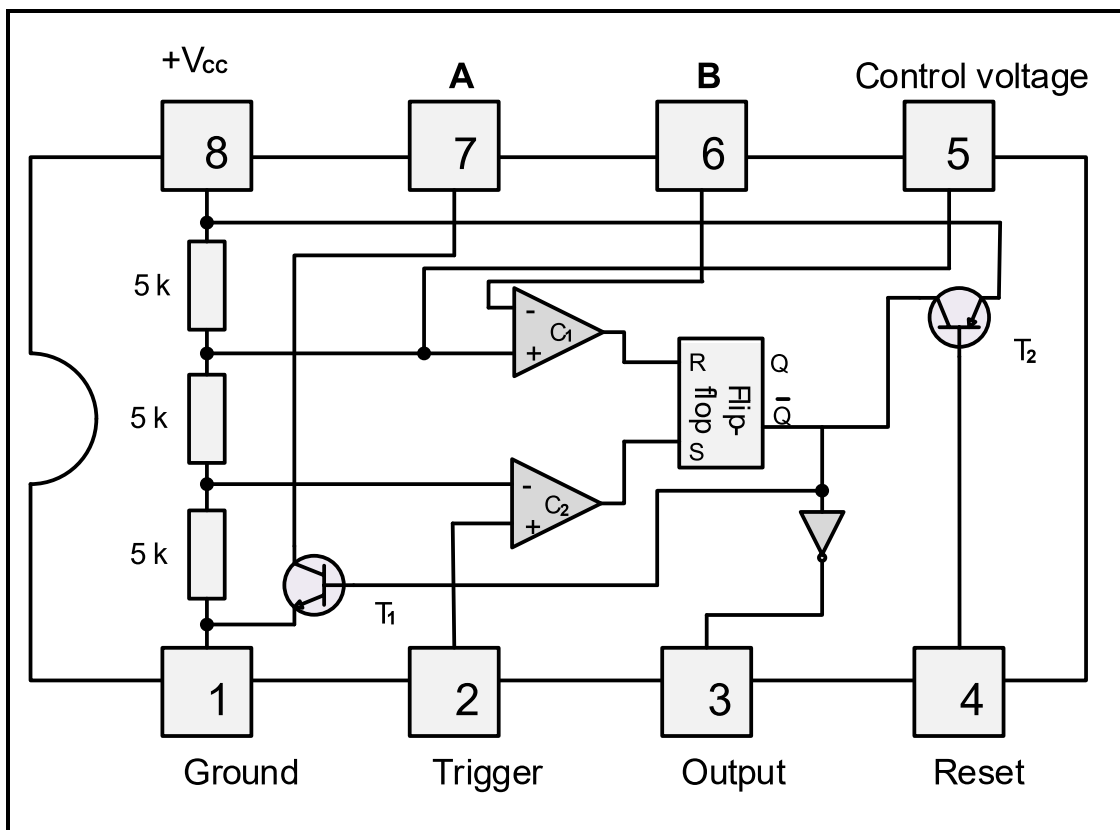 +Vcc
A
B
Control voltage
8
7
6
5
5 k
-
C1
+
T2
R
Q
Flip-
flop
Q̅
S
5 k
-
C2
+
5 k
T1
1
2
3
4
Ground
Trigger
Output
Reset